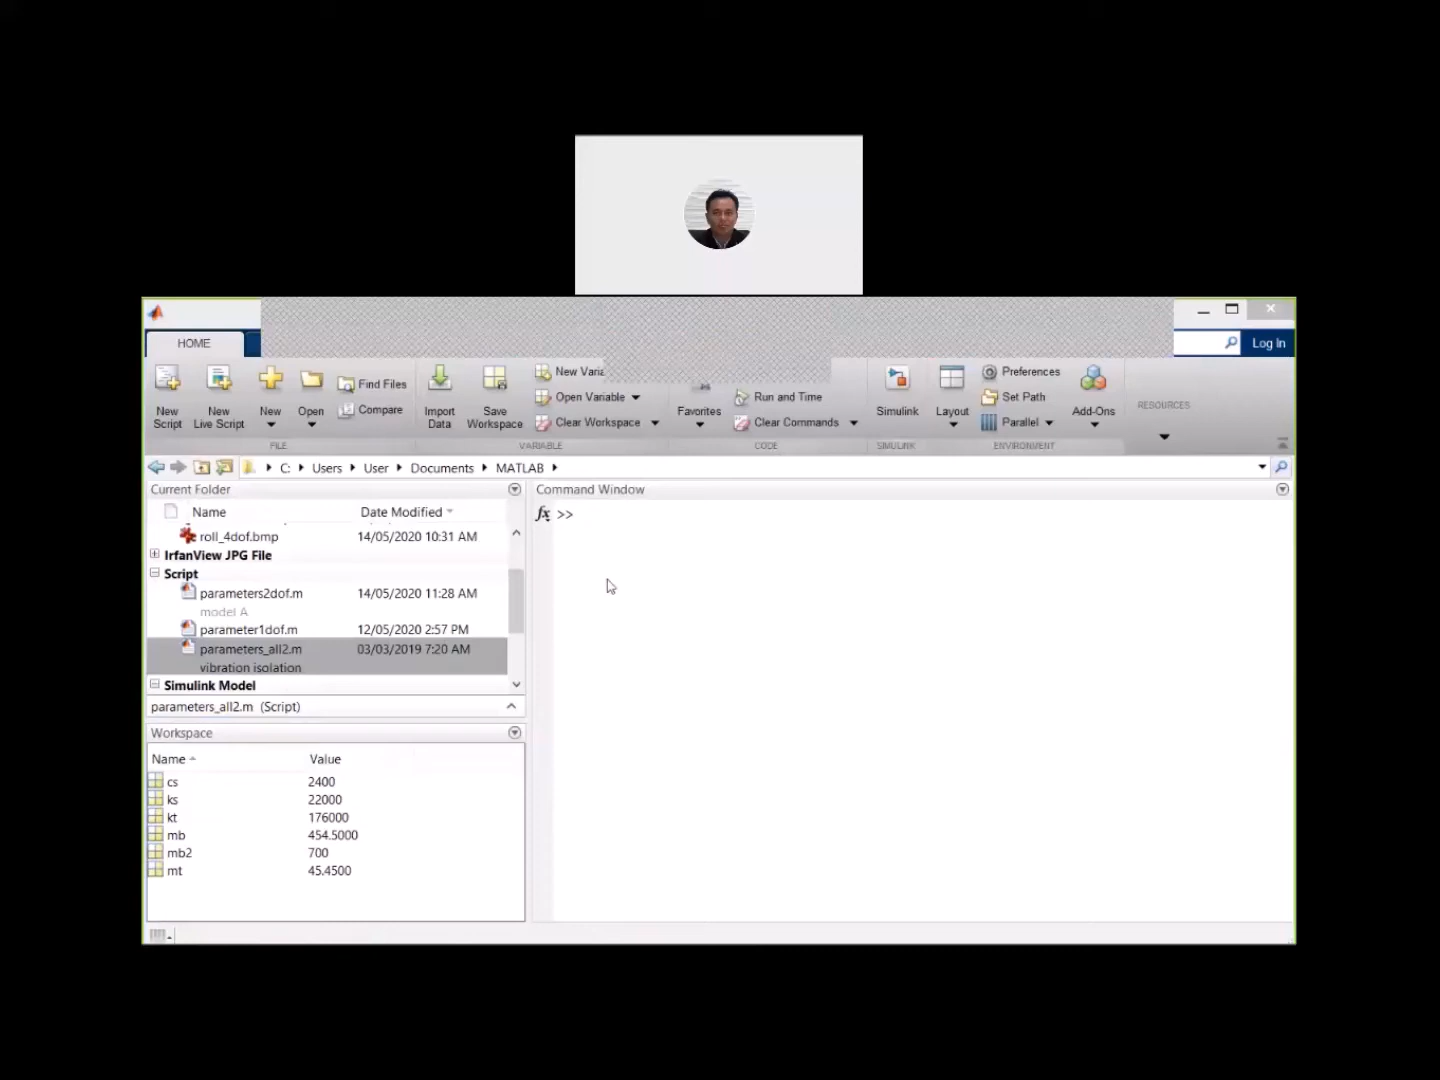 HOME
Log In
New Script
New Live Script
New
Open
Find Files
Compare
FILE
Import Data
Save Workspace
New Varia
Open Variable
Clear Workspace
VARIABLE
Favorites
Run and Time
Clear Commands
CODE
Simulink
SIMULINK
Layout
Preferences
Set Path
Parallel
Add-Ons
ENVIRONMENT
RESOURCES
C: Users User Documents MATLAB
Current Folder
Name Date Modified
roll_4dof.bmp 14/05/2020 10:31 AM
IrfanView JPG File
Script
parameters2dof.m 14/05/2020 11:28 AM
model A
parameter1dof.m 12/05/2020 2:57 PM
parameters_all2.m 03/03/2019 7:20 AM
vibration isolation
Simulink Model
parameters_all2.m (Script)
Workspace
Name Value
cs 2400
ks 22000
kt 176000
mb 454.5000
mb2 700
mt 45.4500
Command Window
fx >>